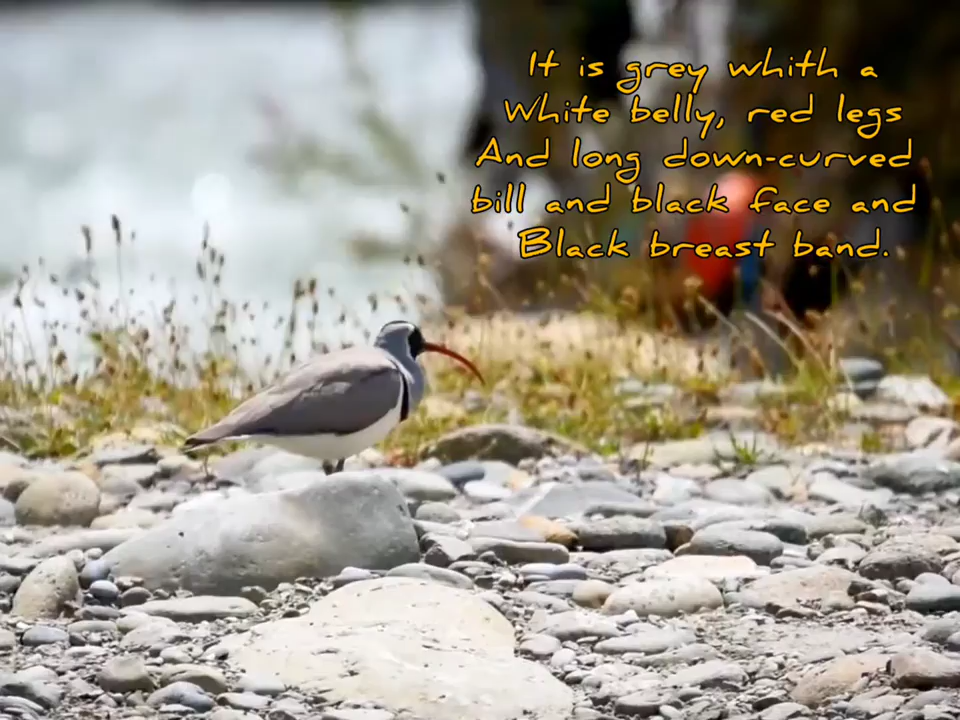 It is grey whith a
White belly, red legs
And long down-curved
bill and black face and
Black breast band.